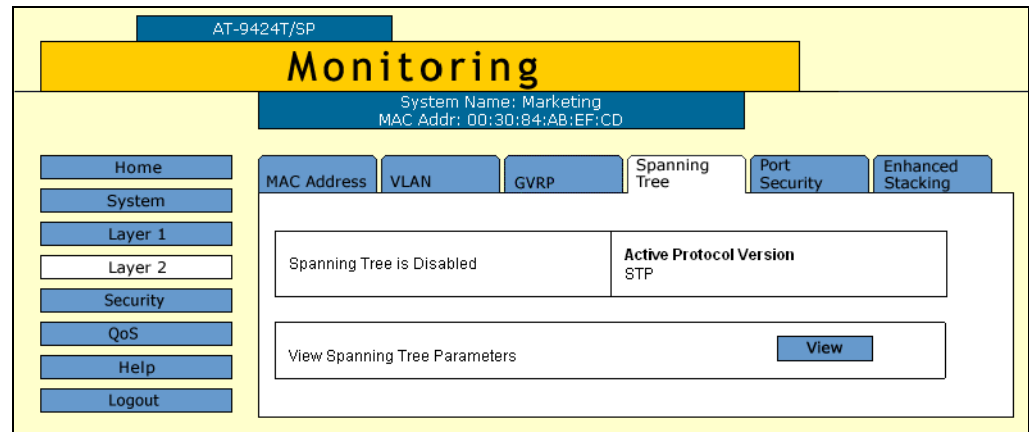 AT-9424T/SP
Monitoring
System Name: Marketing
MAC Addr: 00:30:84:AB:EF:CD
Home
System
Layer 1
Layer 2
Security
QoS
Help
Logout
MAC Address
VLAN
GVRP
Spanning
Tree
Port
Security
Enhanced
Stacking
Spanning Tree is Disabled
Active Protocol Version
STP
View Spanning Tree Parameters
View